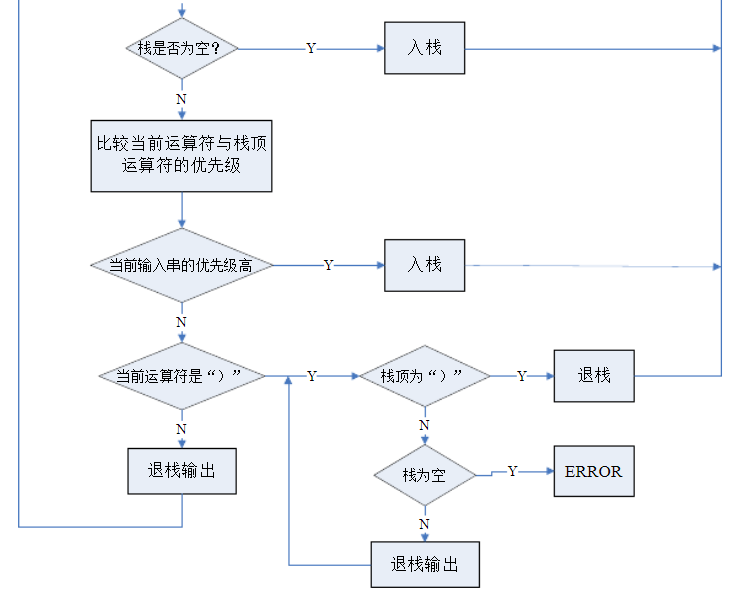 栈是否为空?
Y
入栈
N
比较当前运算符与栈顶
运算符的优先级
当前输入串的优先级高
Y
入栈
N
当前运算符是“）”
Y
栈顶为“）”
Y
退栈
N
N
退栈输出
栈为空
Y
ERROR
N
退栈输出